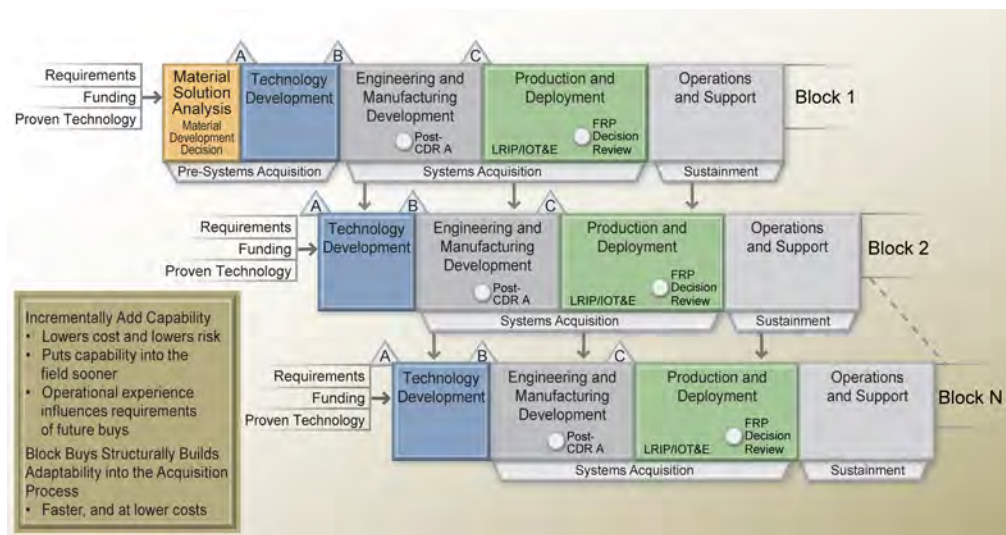 A
B
C
Requirements
Funding
Proven Technology
Material
Solution
Analysis
Material
Development
Decision
Technology
Development
Engineering and
Manufacturing
Development
Post-
CDR A
Production and
Deployment
FRP
Decision
Review
LRIP/IOT&E
Operations
and Support
Block 1
Pre-Systems Acquisition
Systems Acquisition
Sustainment
A
B
C
Requirements
Funding
Proven Technology
Technology
Development
Engineering and
Manufacturing
Development
Post-
CDR A
Production and
Deployment
FRP
Decision
Review
LRIP/IOT&E
Operations
and Support
Block 2
Systems Acquisition
Sustainment
A
B
C
Requirements
Funding
Proven Technology
Technology
Development
Engineering and
Manufacturing
Development
Post-
CDR A
Production and
Deployment
FRP
Decision
Review
LRIP/IOT&E
Operations
and Support
Block N
Systems Acquisition
Sustainment
Incrementally Add Capability
• Lowers cost and lowers risk
• Puts capability into the
field sooner
• Operational experience
influences requirements
of future buys
Block Buys Structurally Builds
Adaptability into the Acquisition
Process
• Faster, and at lower costs